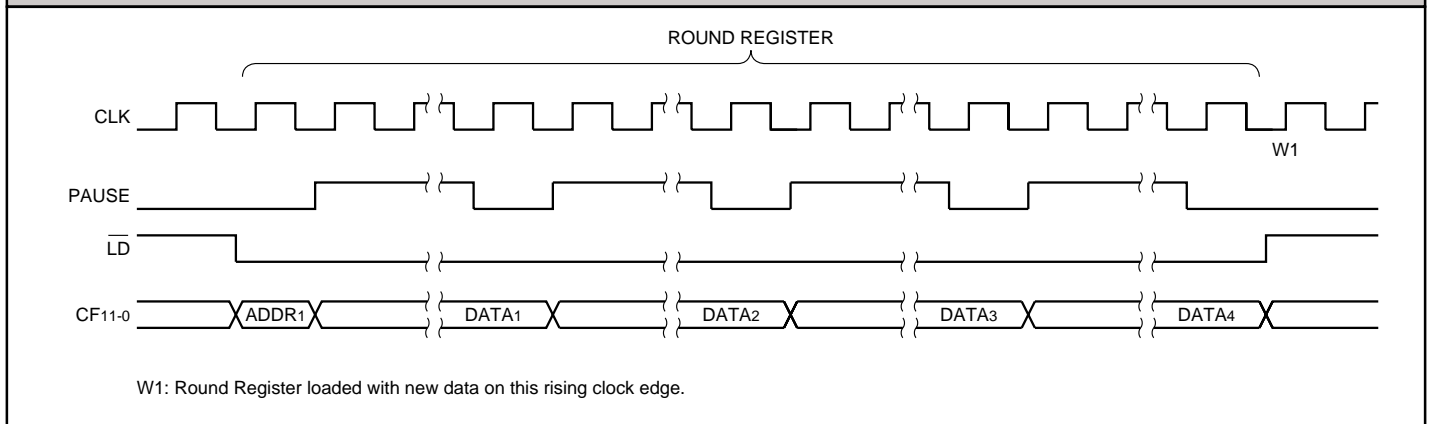 ROUND REGISTER
CLK
W1
PAUSE
LD
CF11-0
ADDR1
DATA1
DATA2
DATA3
DATA4
W1: Round Register loaded with new data on this rising clock edge.